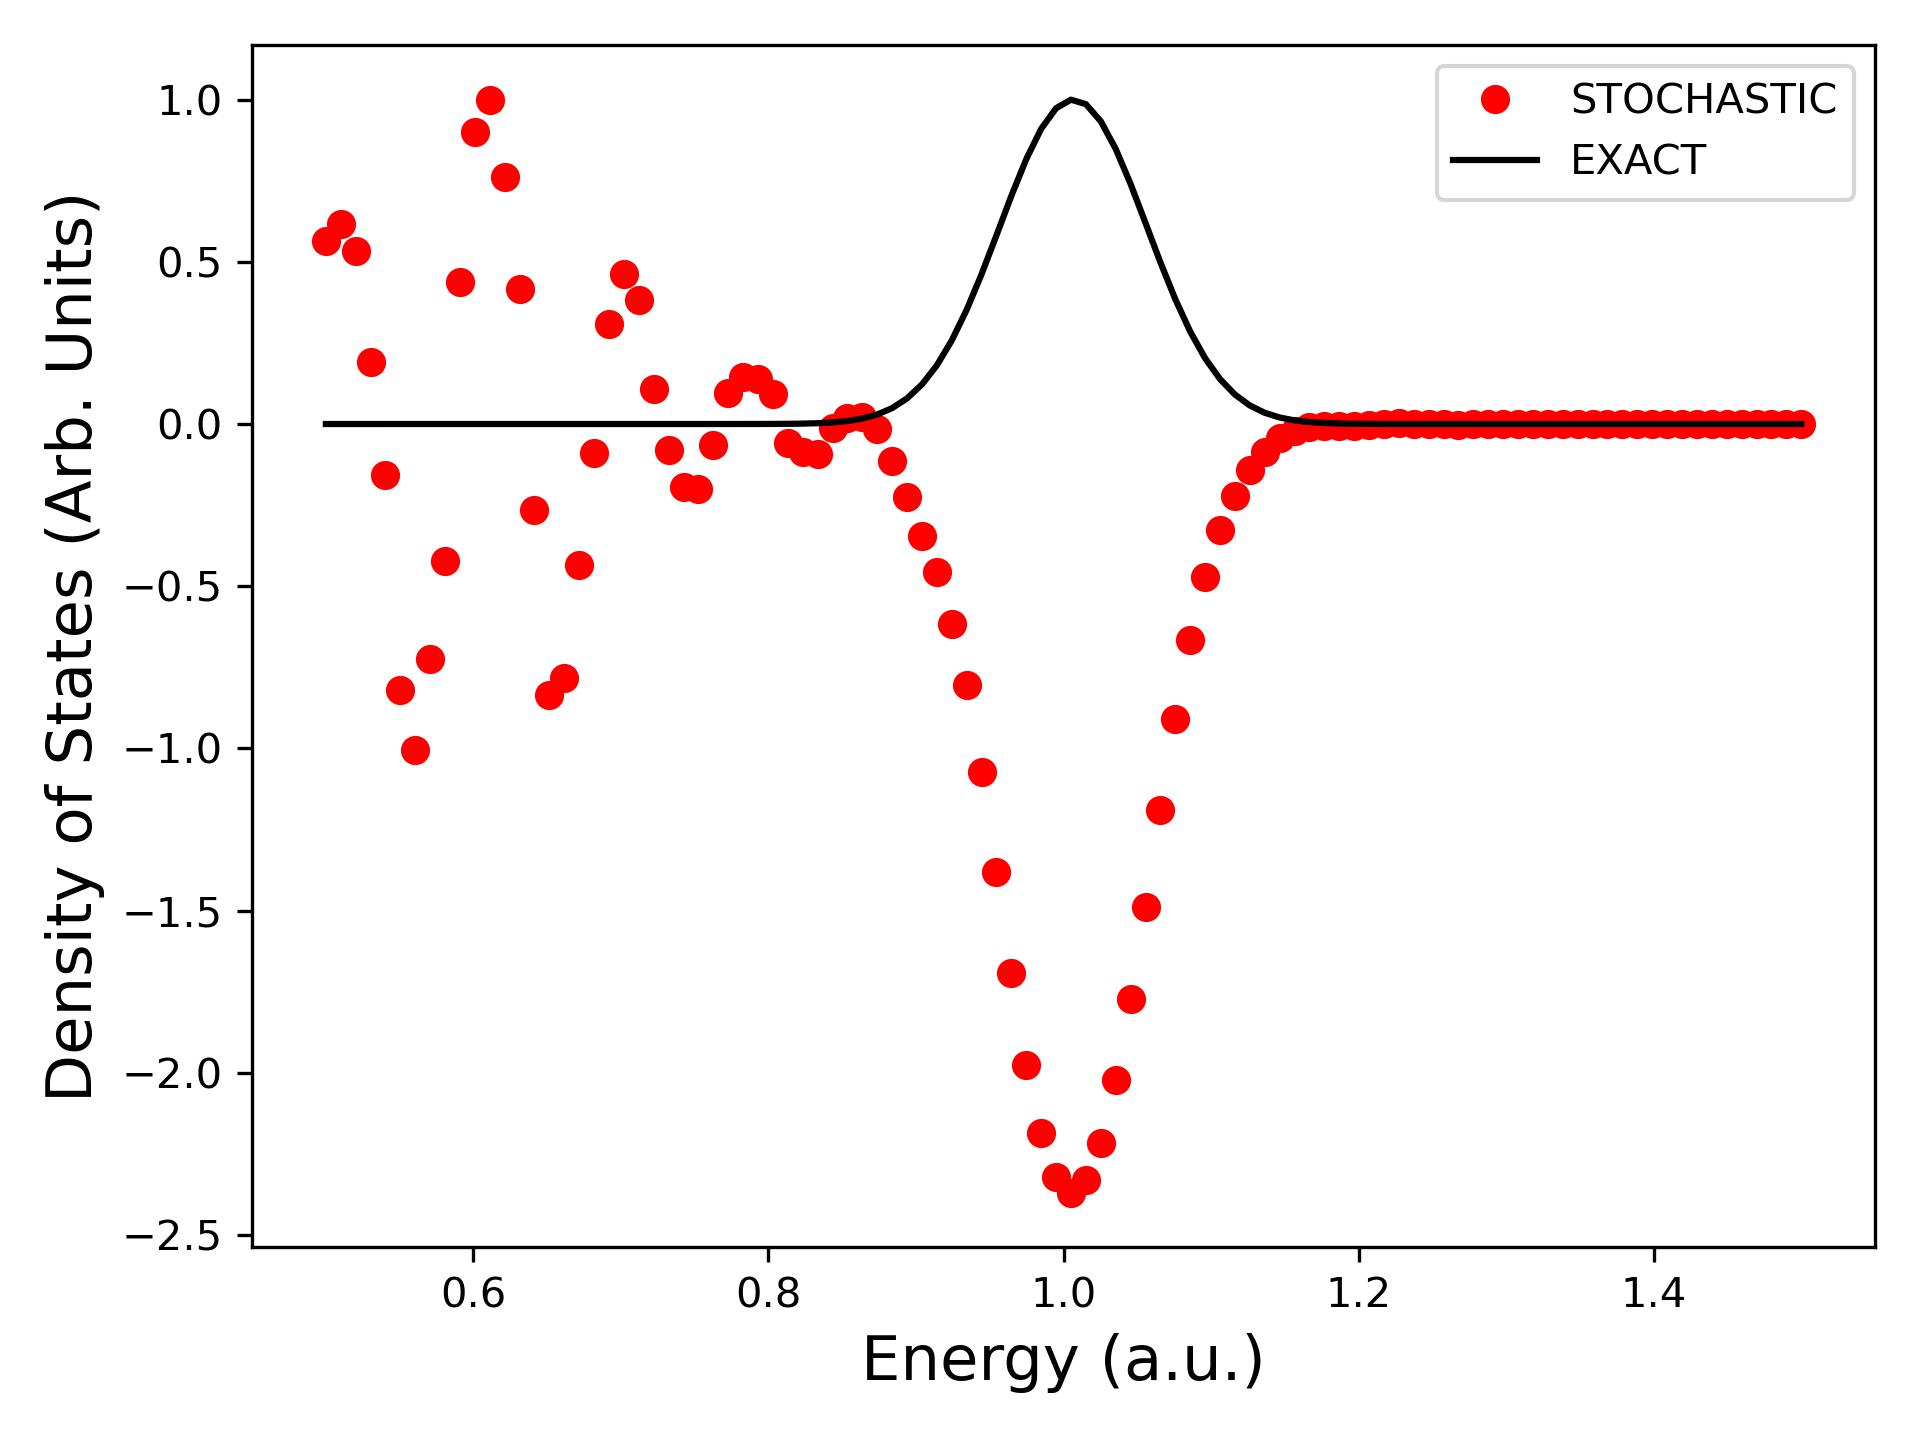 STOCHASTIC
EXACT
Density of States (Arb. Units)
1.0
0.5
0.0
−0.5
−1.0
−1.5
−2.0
−2.5
0.6 0.8 1.0 1.2 1.4
Energy (a.u.)